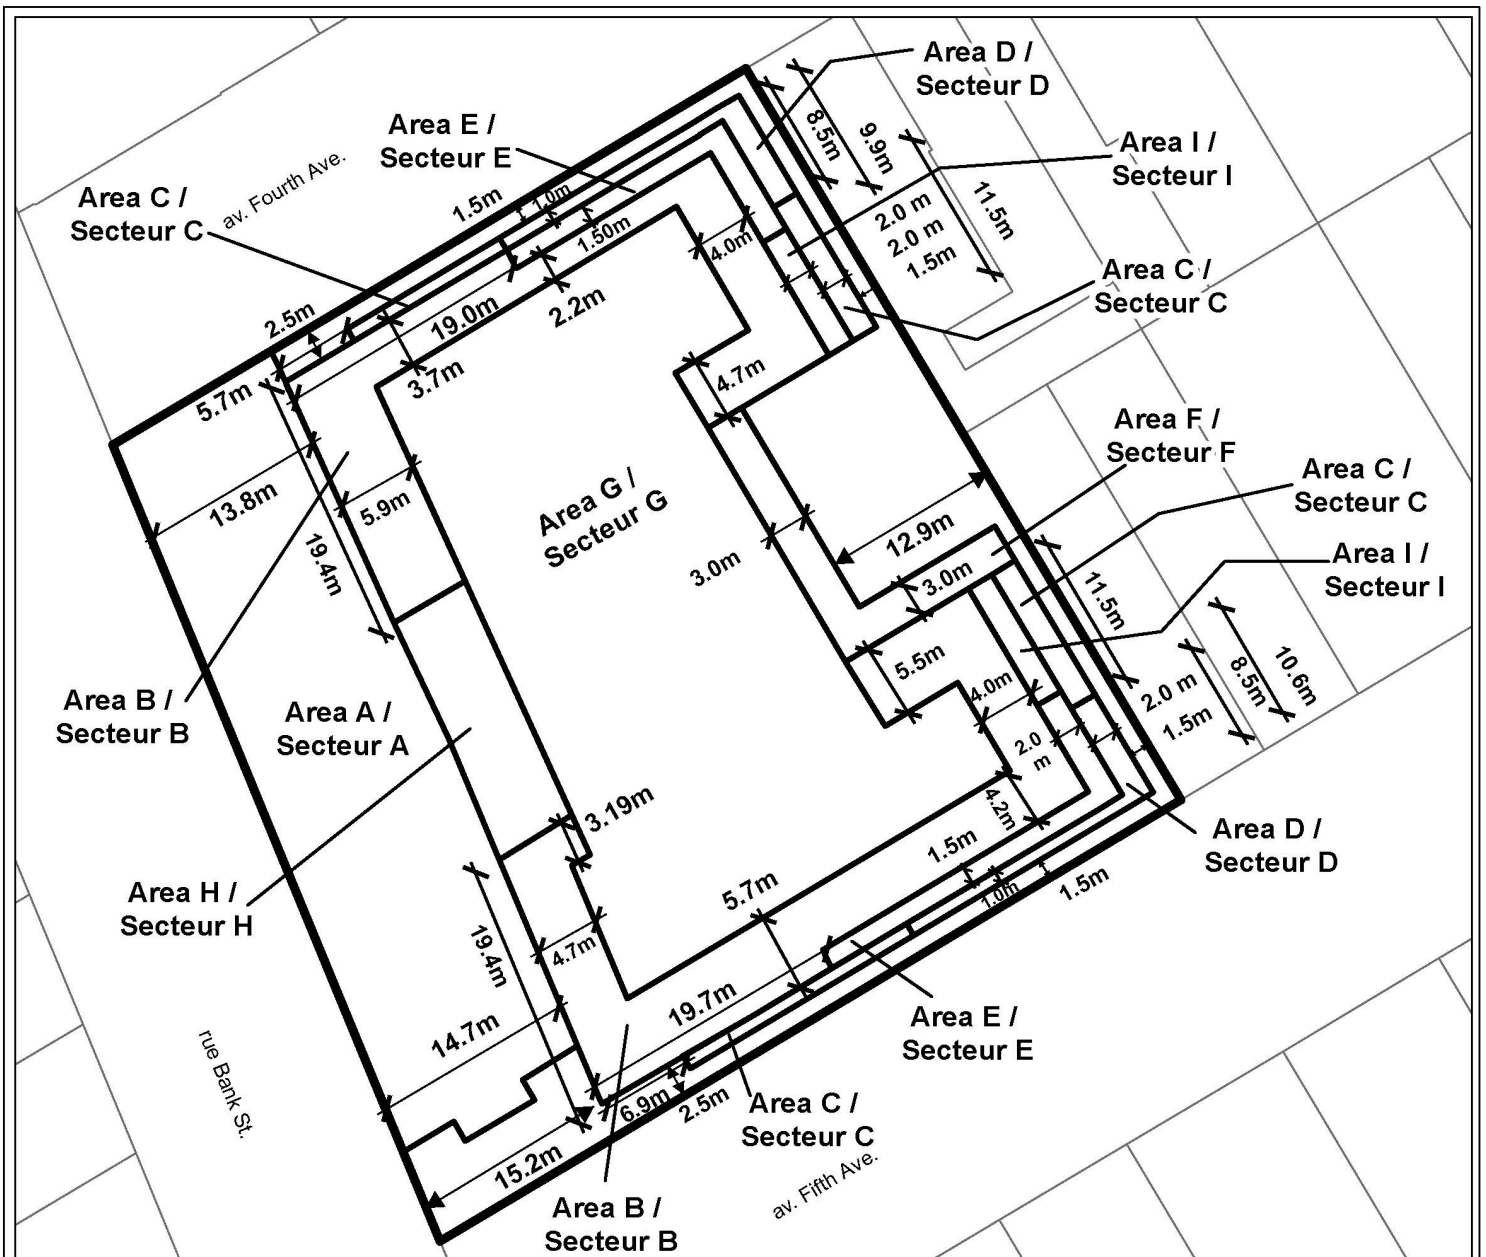 Area D /
Secteur D
8.5m
9.9m
Area E /
Secteur E
Area I /
Secteur I
av. Fourth Ave.
Area C /
Secteur C
1.5m
1.0m
1.50m
4.0m
2.0 m
2.0 m
1.5m
11.5m
Area C /
Secteur C
2.5m
19.0m
2.2m
5.7m
3.7m
4.7m
Area F /
Secteur F
13.8m
5.9m
Area G /
Secteur G
Area C /
Secteur C
12.9m
19.4m
3.0m
3.0m
11.5m
Area I /
Secteur I
5.5m
4.0m
2.0 m
1.5m
8.5m
10.6m
Area B /
Secteur B
Area A /
Secteur A
2.0
m
3.19m
4.2m
Area D /
Secteur D
Area H /
Secteur H
5.7m
1.5m
1.0m
1.5m
19.4m
4.7m
14.7m
19.7m
Area E /
Secteur E
rue Bank St.
6.9m
2.5m
Area C /
Secteur C
15.2m
av. Fifth Ave.
Area B /
Secteur B